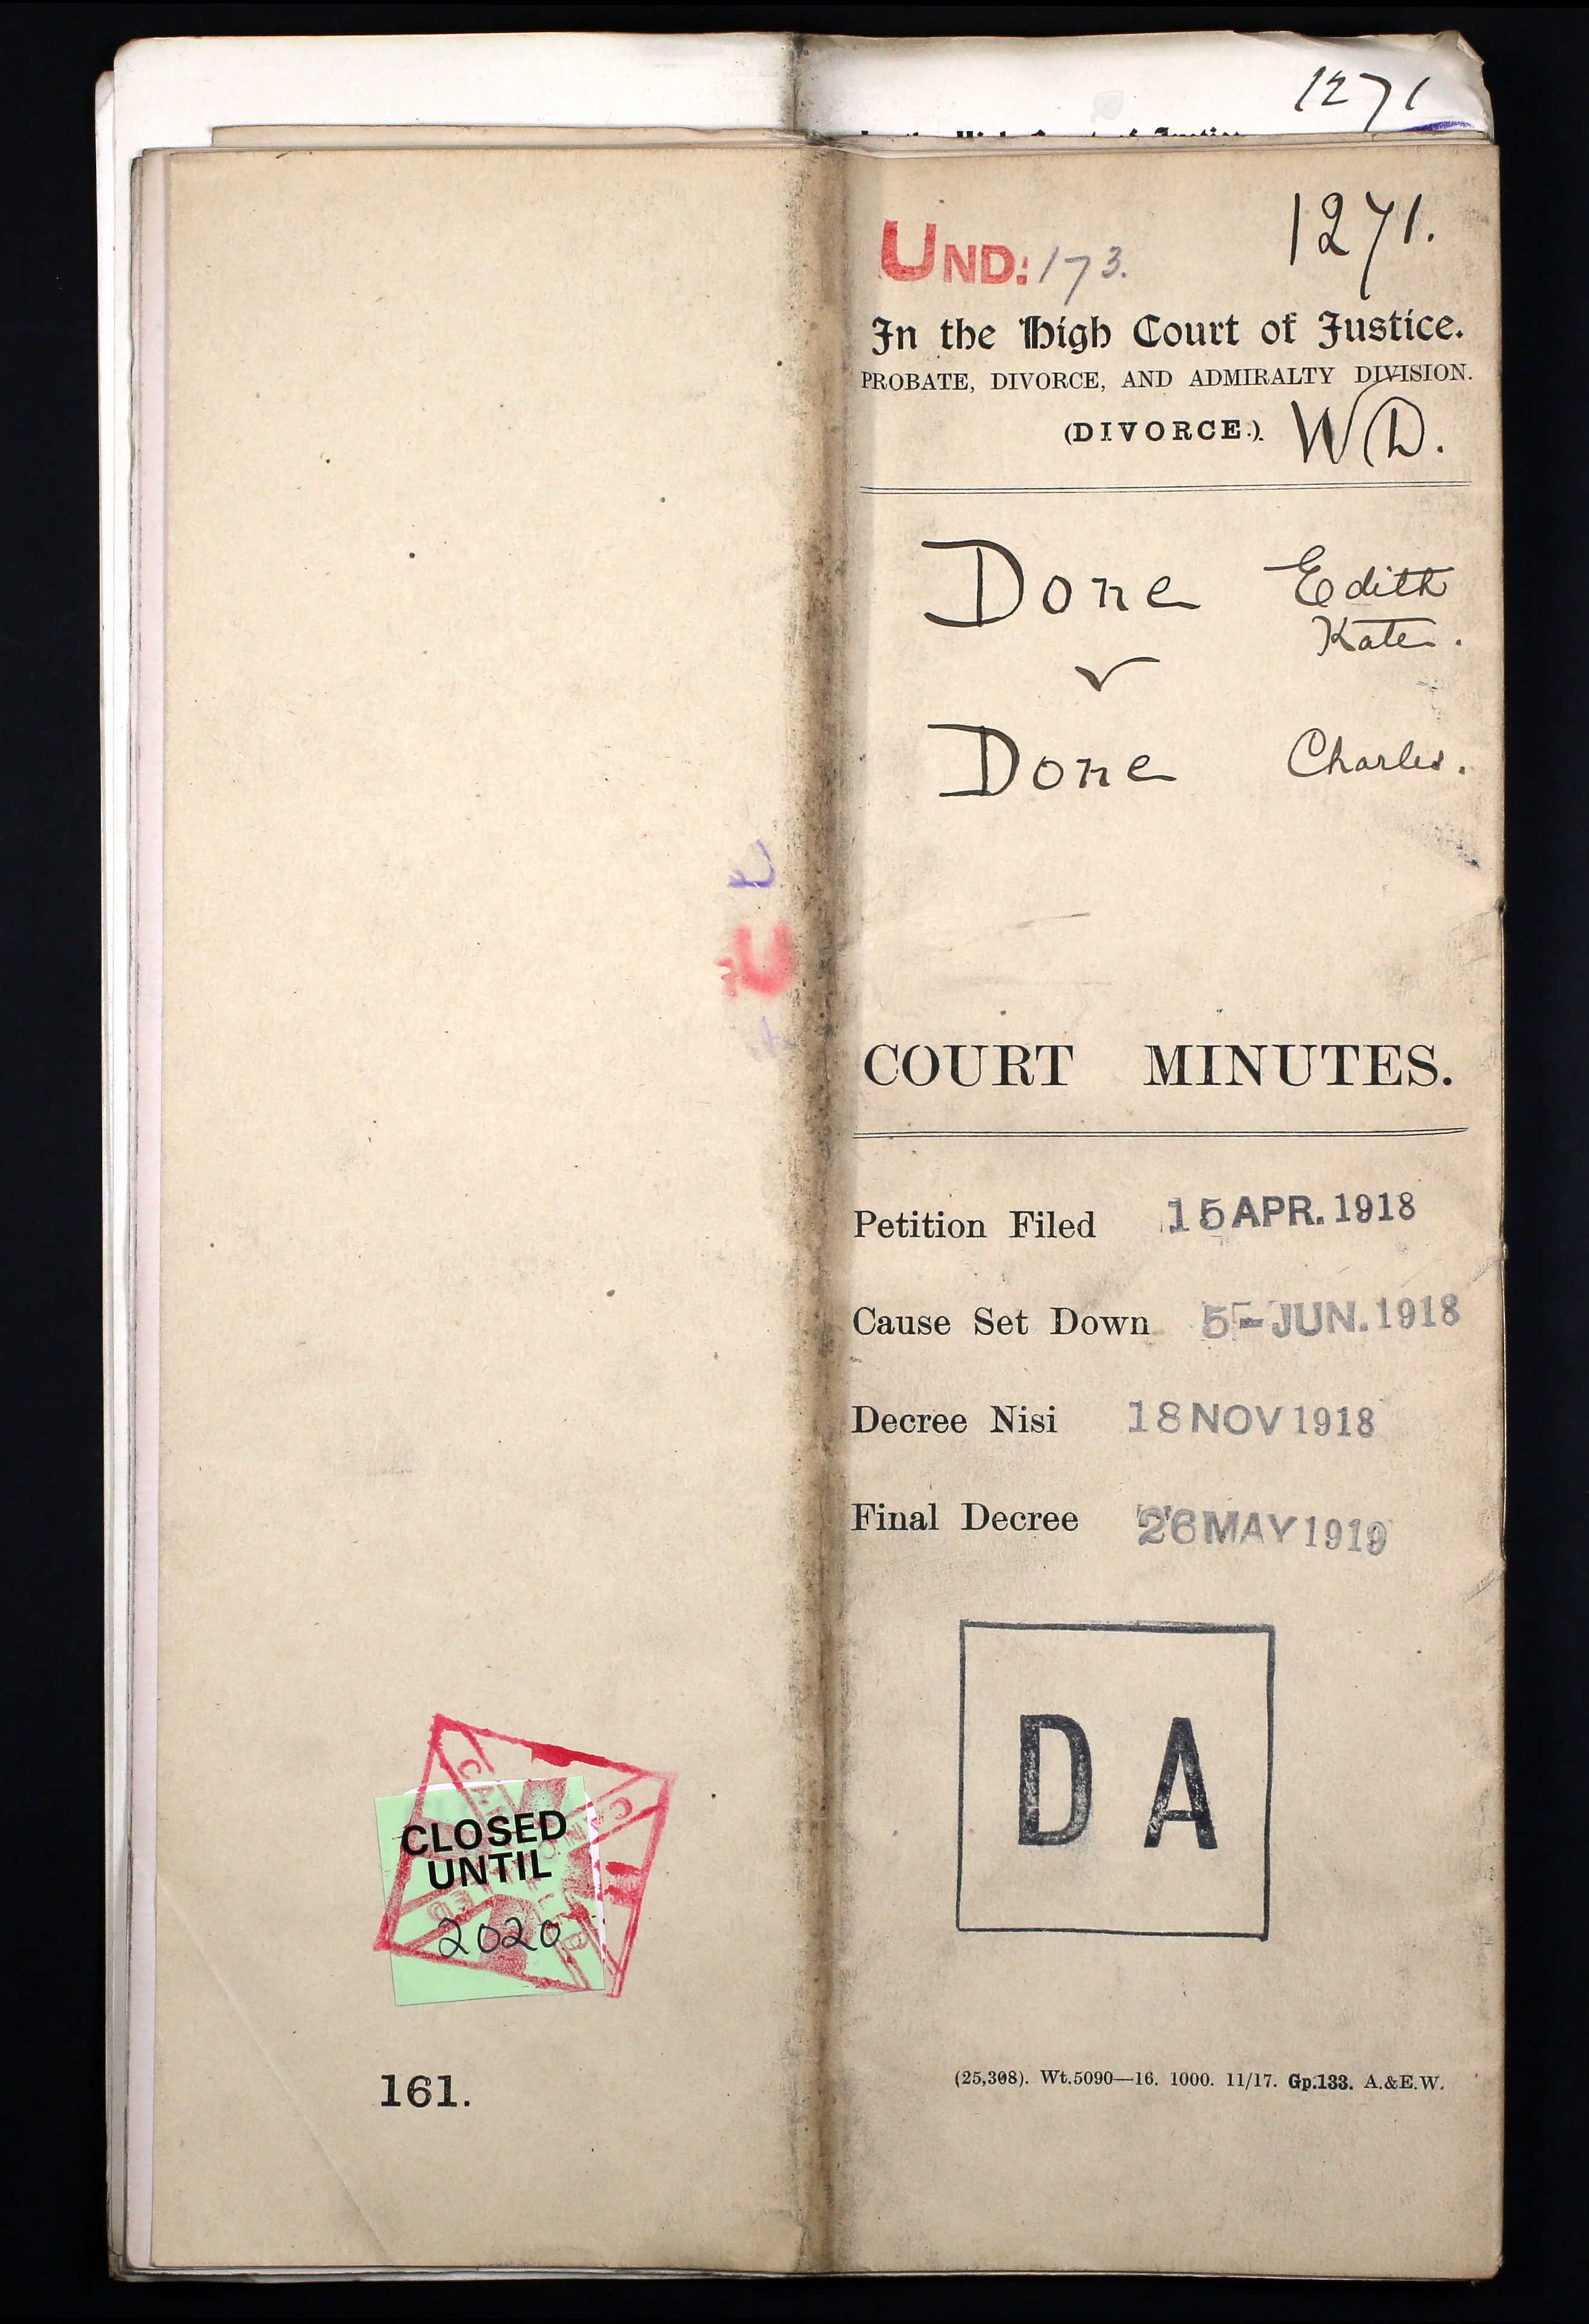 1271
1271.
UND: 173.
In the High Court of Justice.
PROBATE, DIVORCE, AND ADMIRALTY DIVISION.
(DIVORCE.) WD.
Done Edith
Kate.
v
Done Charles.
COURT MINUTES.
Petition Filed 15 APR. 1918
Cause Set Down 5-JUN. 1918
Decree Nisi 18 NOV 1918
Final Decree 26 MAY 1919
D A
CLOSED
UNTIL
2020
161.
(25,308). Wt.5090—16. 1000. 11/17. Gp.133. A.&E.W.